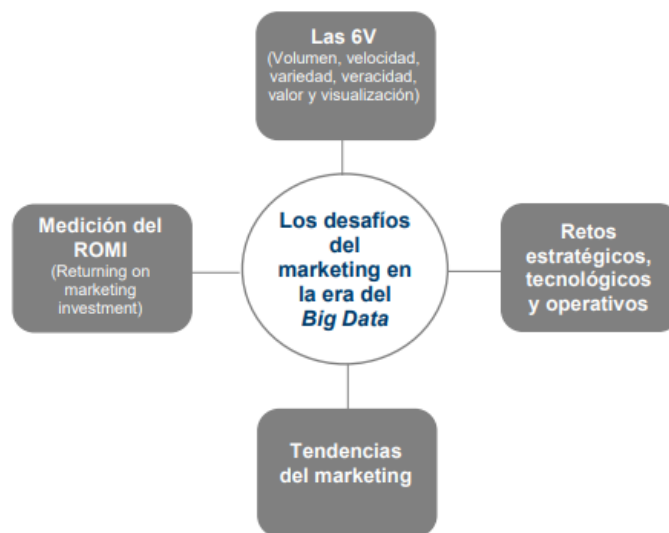 Las 6V
(Volumen, velocidad,
variedad, veracidad,
valor y visualización)
Medición del
ROMI
(Returning on
marketing
investment)
Los desafíos
del
marketing en
la era del
Big Data
Retos
estratégicos,
tecnológicos
y operativos
Tendencias
del marketing